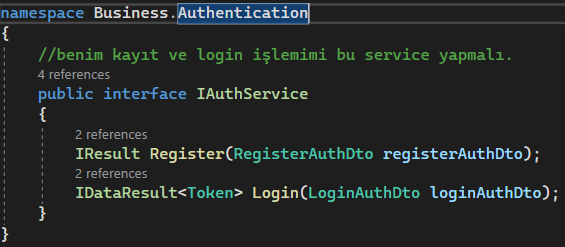 namespace Business.Authentication
{
//benim kayıt ve login işlemimi bu service yapmalı.
4 references
public interface IAuthService
{
2 references
IResult Register(RegisterAuthDto registerAuthDto);
2 references
IDataResult<Token> Login(LoginAuthDto loginAuthDto);
}
}